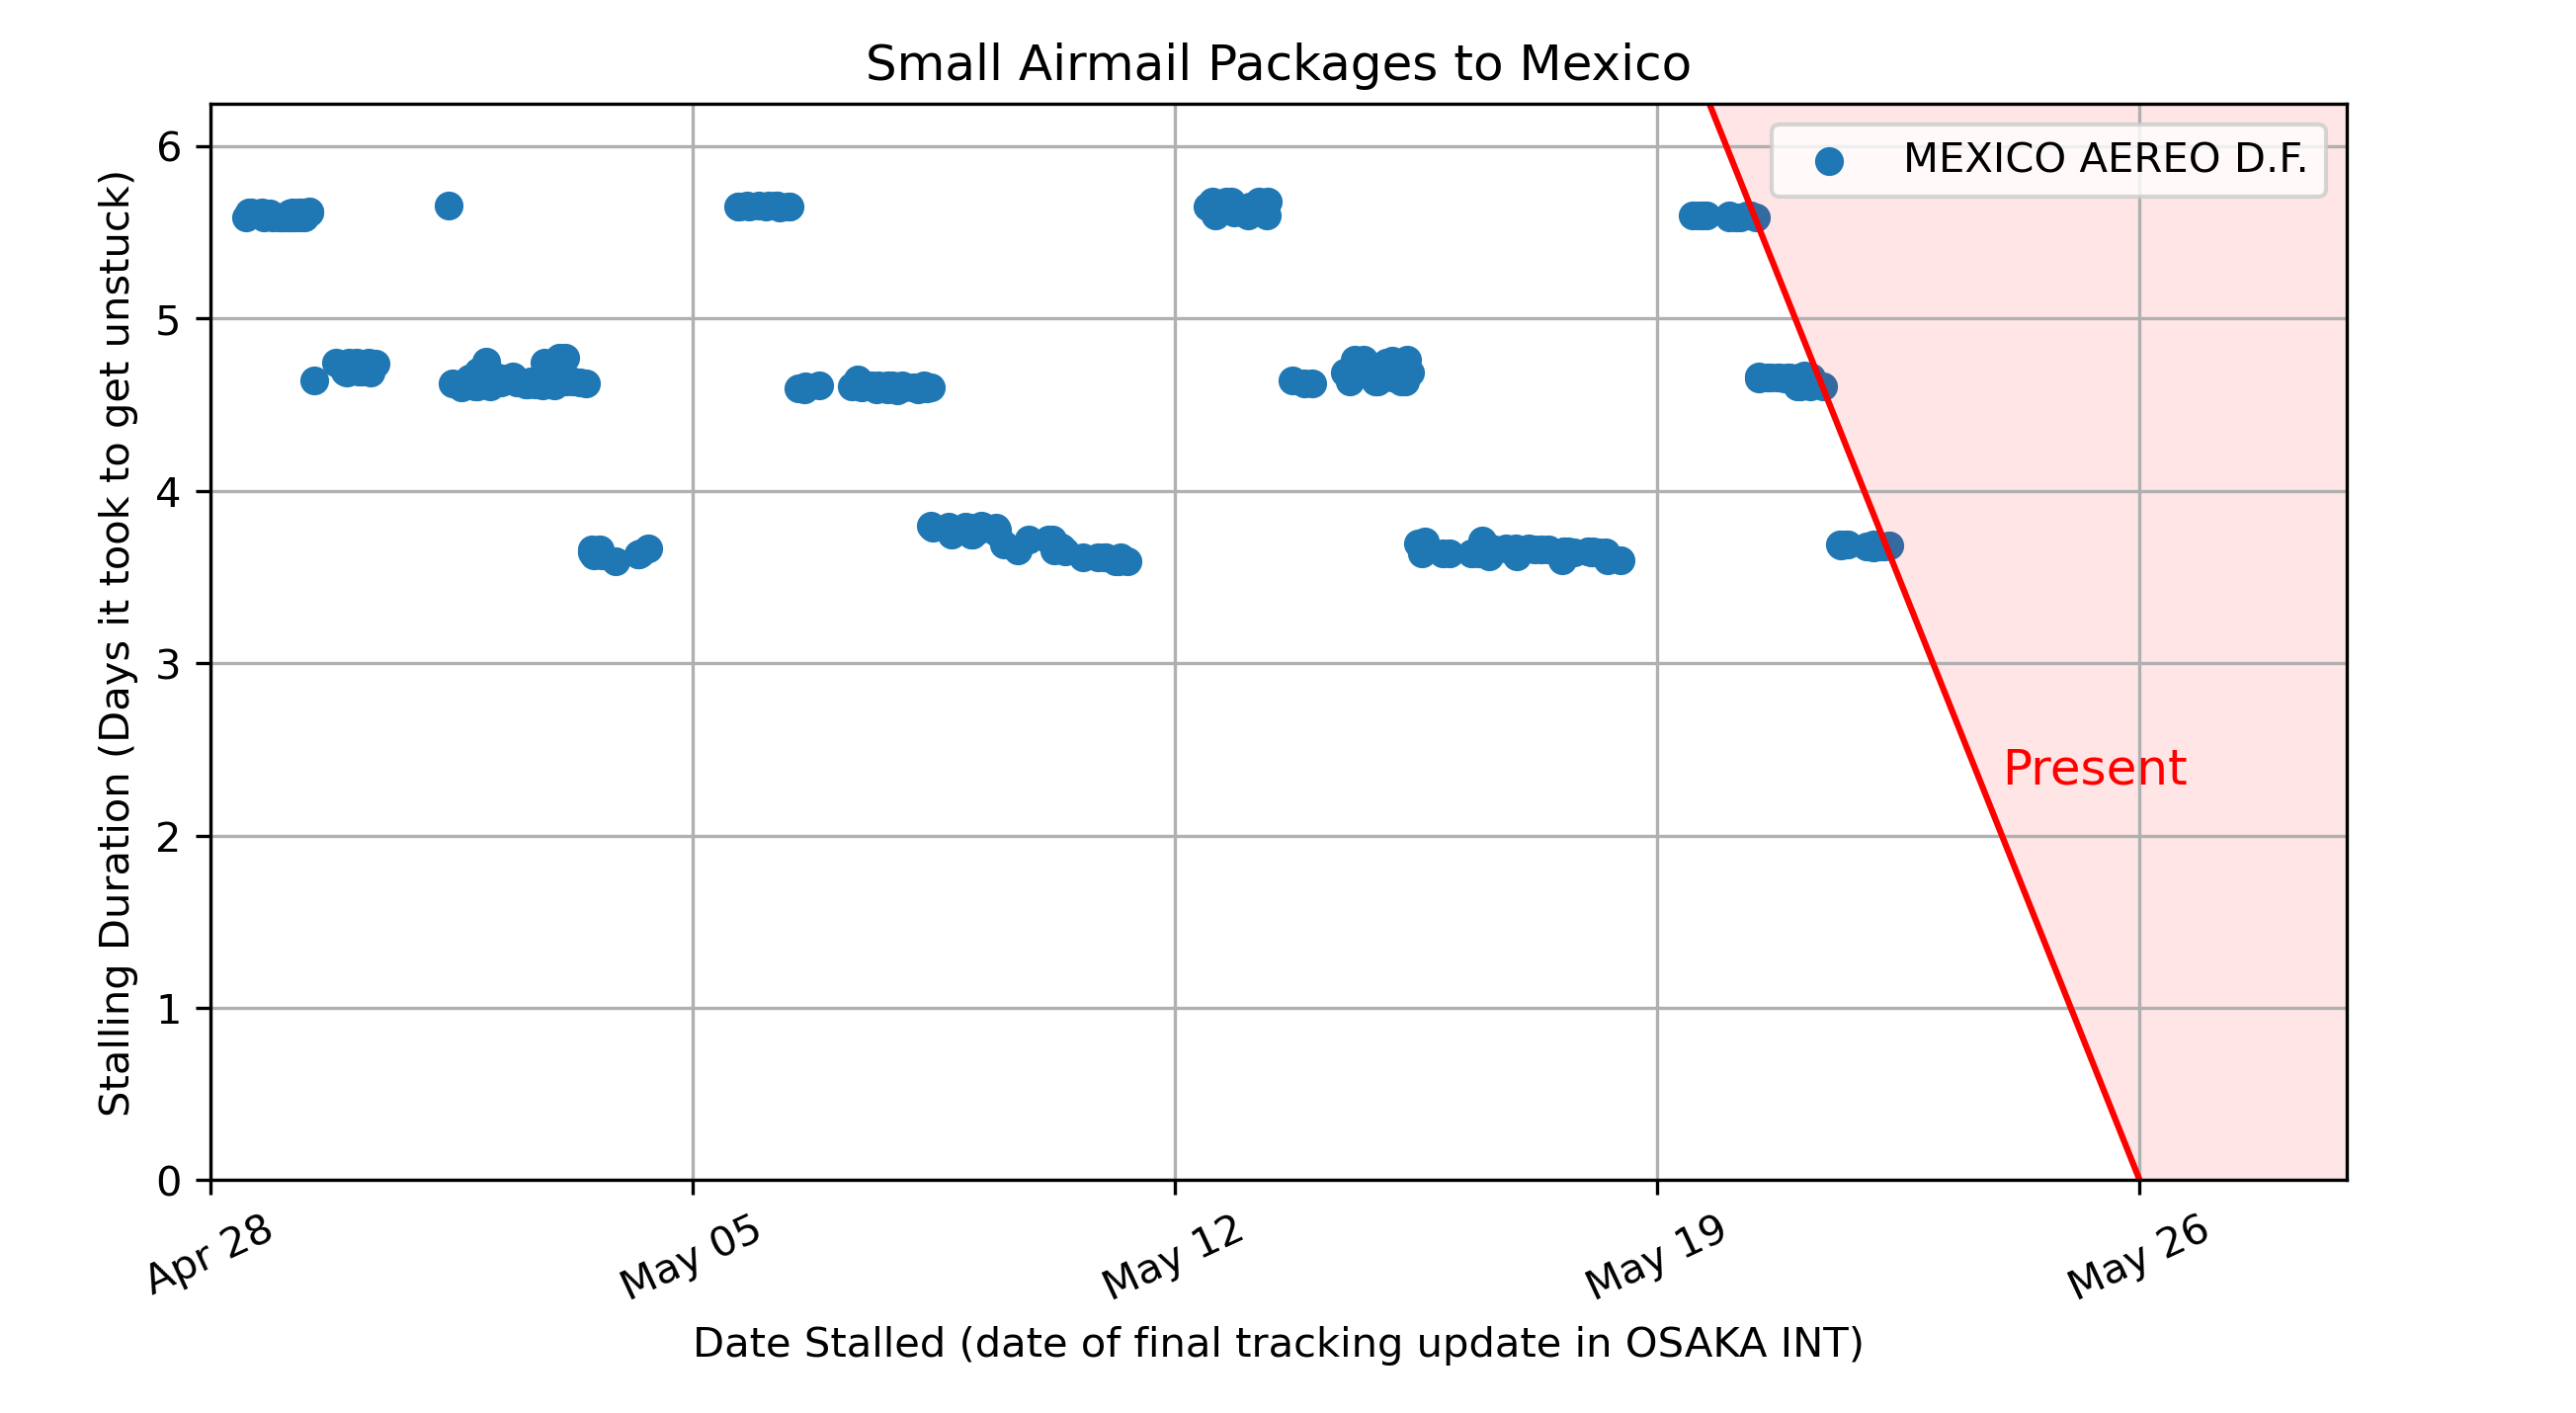 Small Airmail Packages to Mexico
MEXICO AEREO D.F.
Stalling Duration (Days it took to get unstuck)
6
5
4
3
2
1
0
Present
Apr 28
May 05
May 12
May 19
May 26
Date Stalled (date of final tracking update in OSAKA INT)